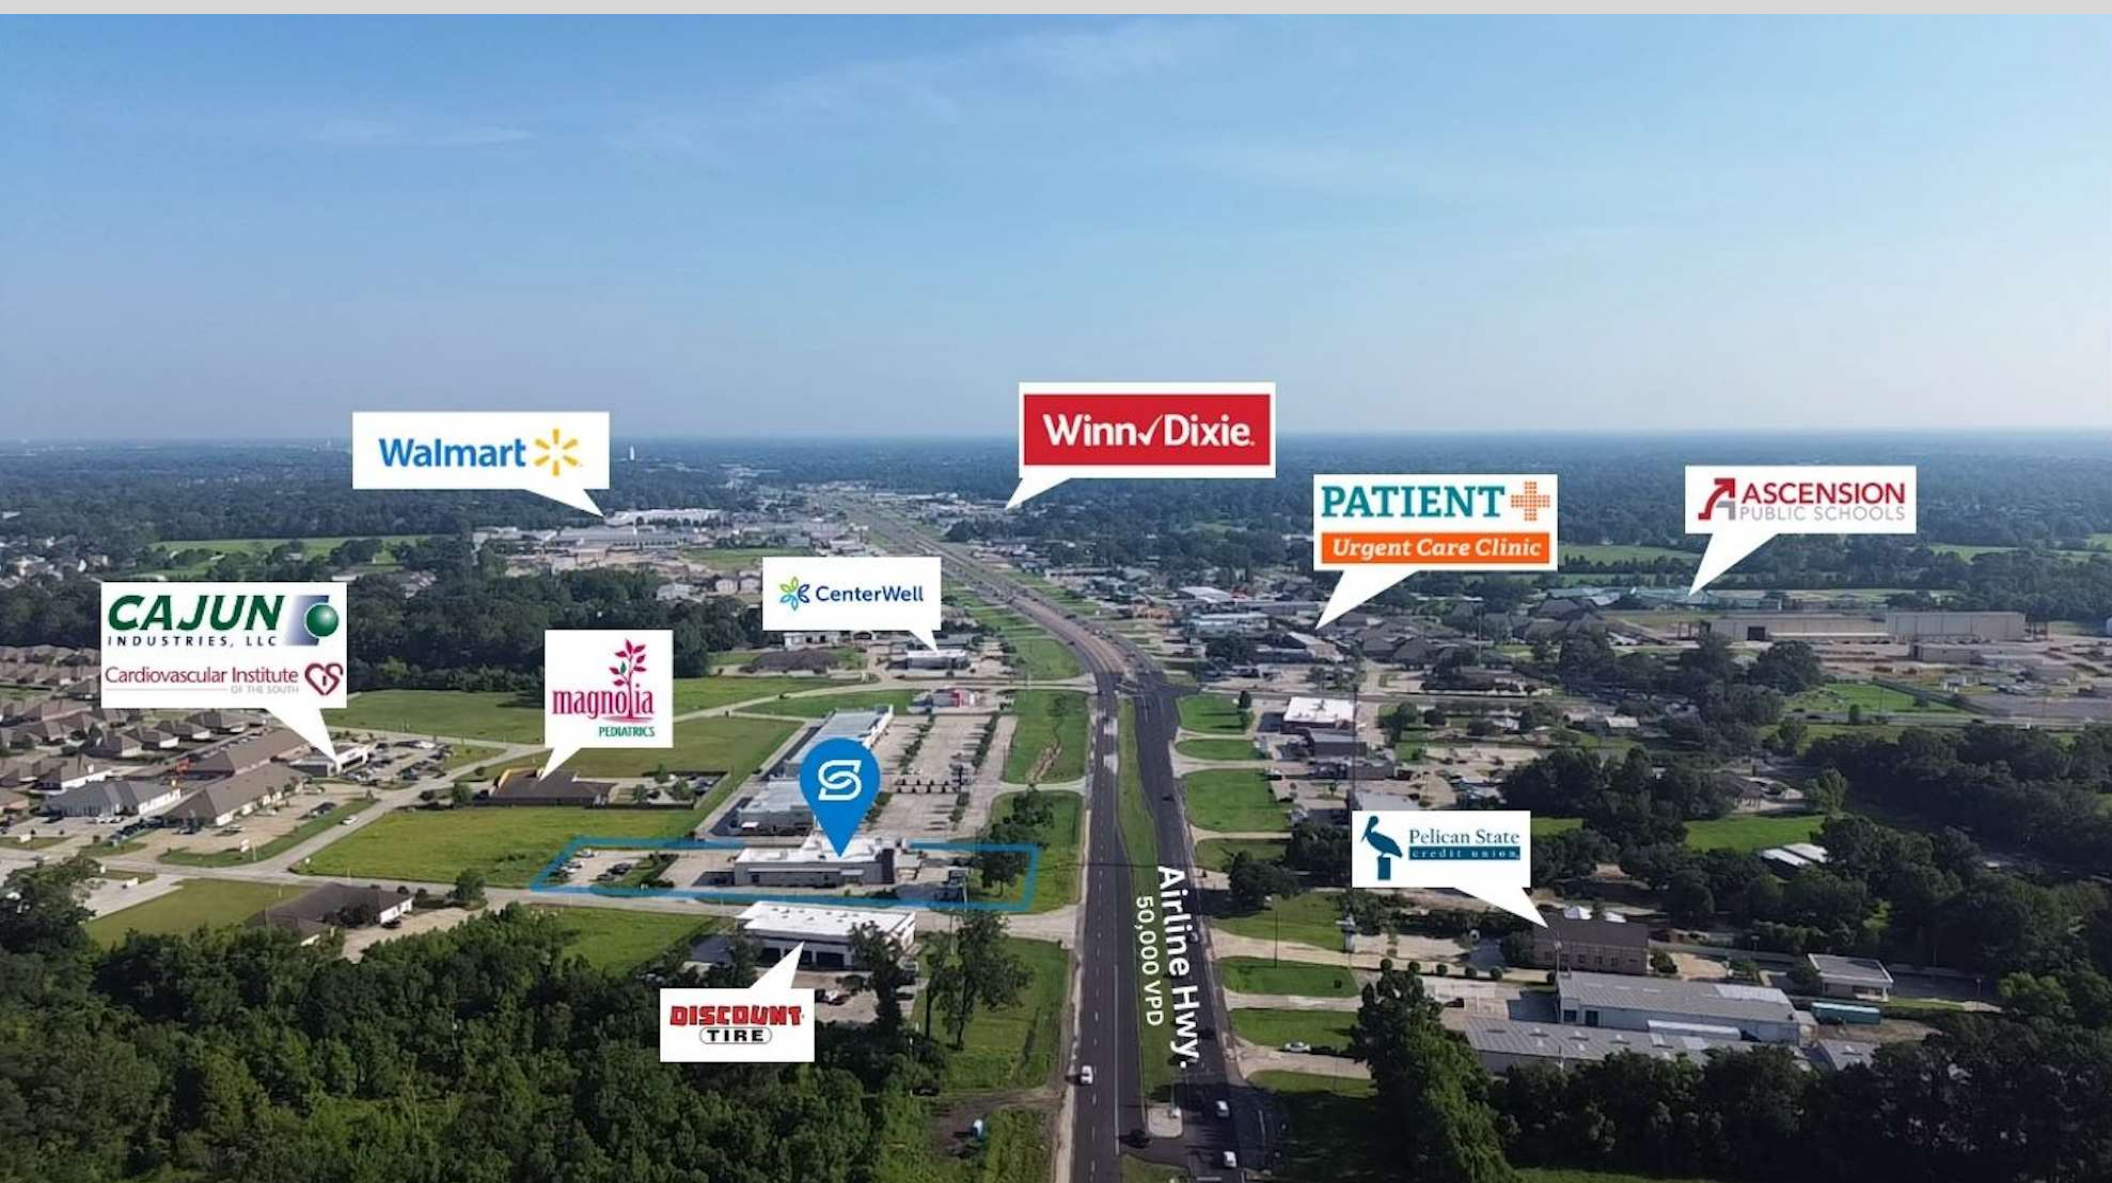 Winn Dixie
Walmart
PATIENT
Urgent Care Clinic
ASCENSION
PUBLIC SCHOOLS
CenterWell
CAJUN
INDUSTRIES, LLC
Cardiovascular Institute
OF THE SOUTH
magnolia
PEDIATRICS
Pelican State
credit union
Airline Hwy.
50,000 VPD
DISCOUNT
TIRE